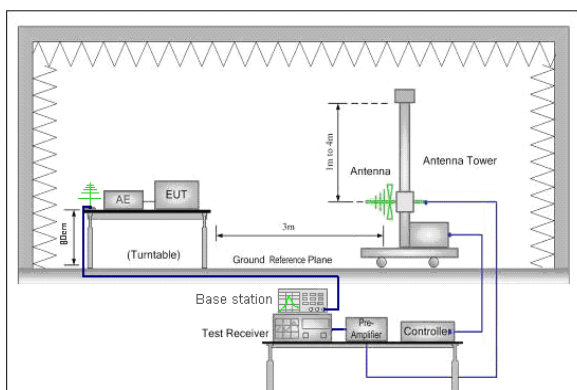 1m to 4m
Antenna
Antenna Tower
AE
EUT
80cm
(Turntable)
3m
Ground Reference Plane
Base station
Test Receiver
Pre-
Amplifier
Controller